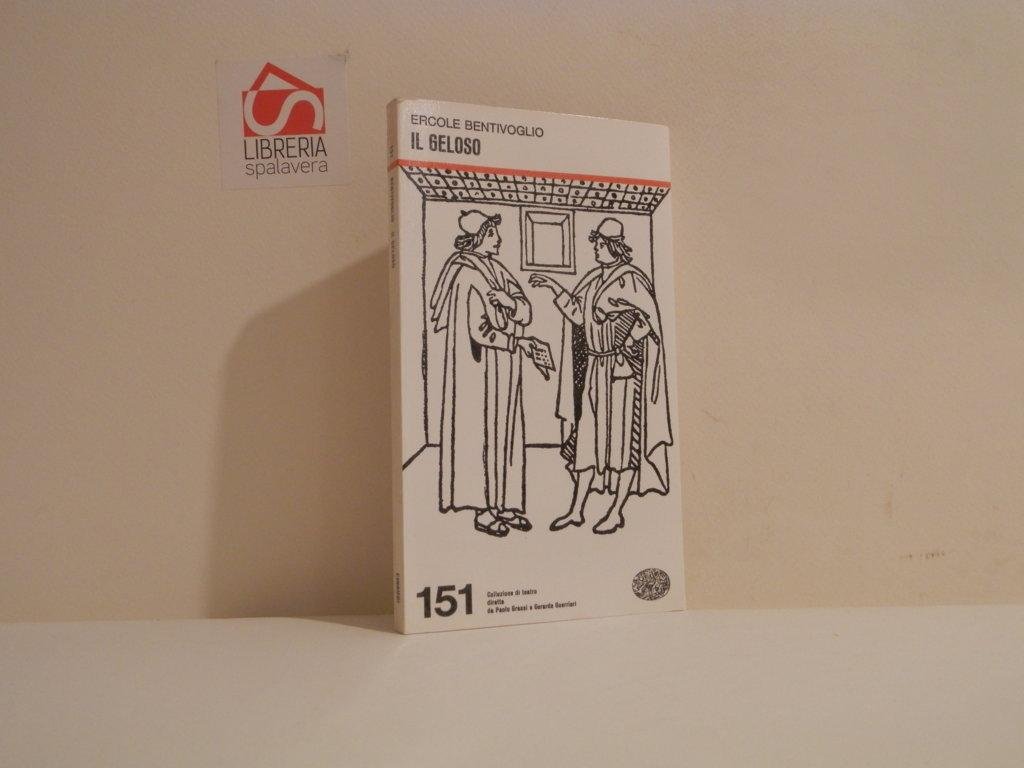 LIBRERIA
spalavera
ERCOLE BENTIVOGLIO
IL GELOSO
151
Collezione di teatro
diretta
da Paolo Grassi e Gerardo Guerrieri